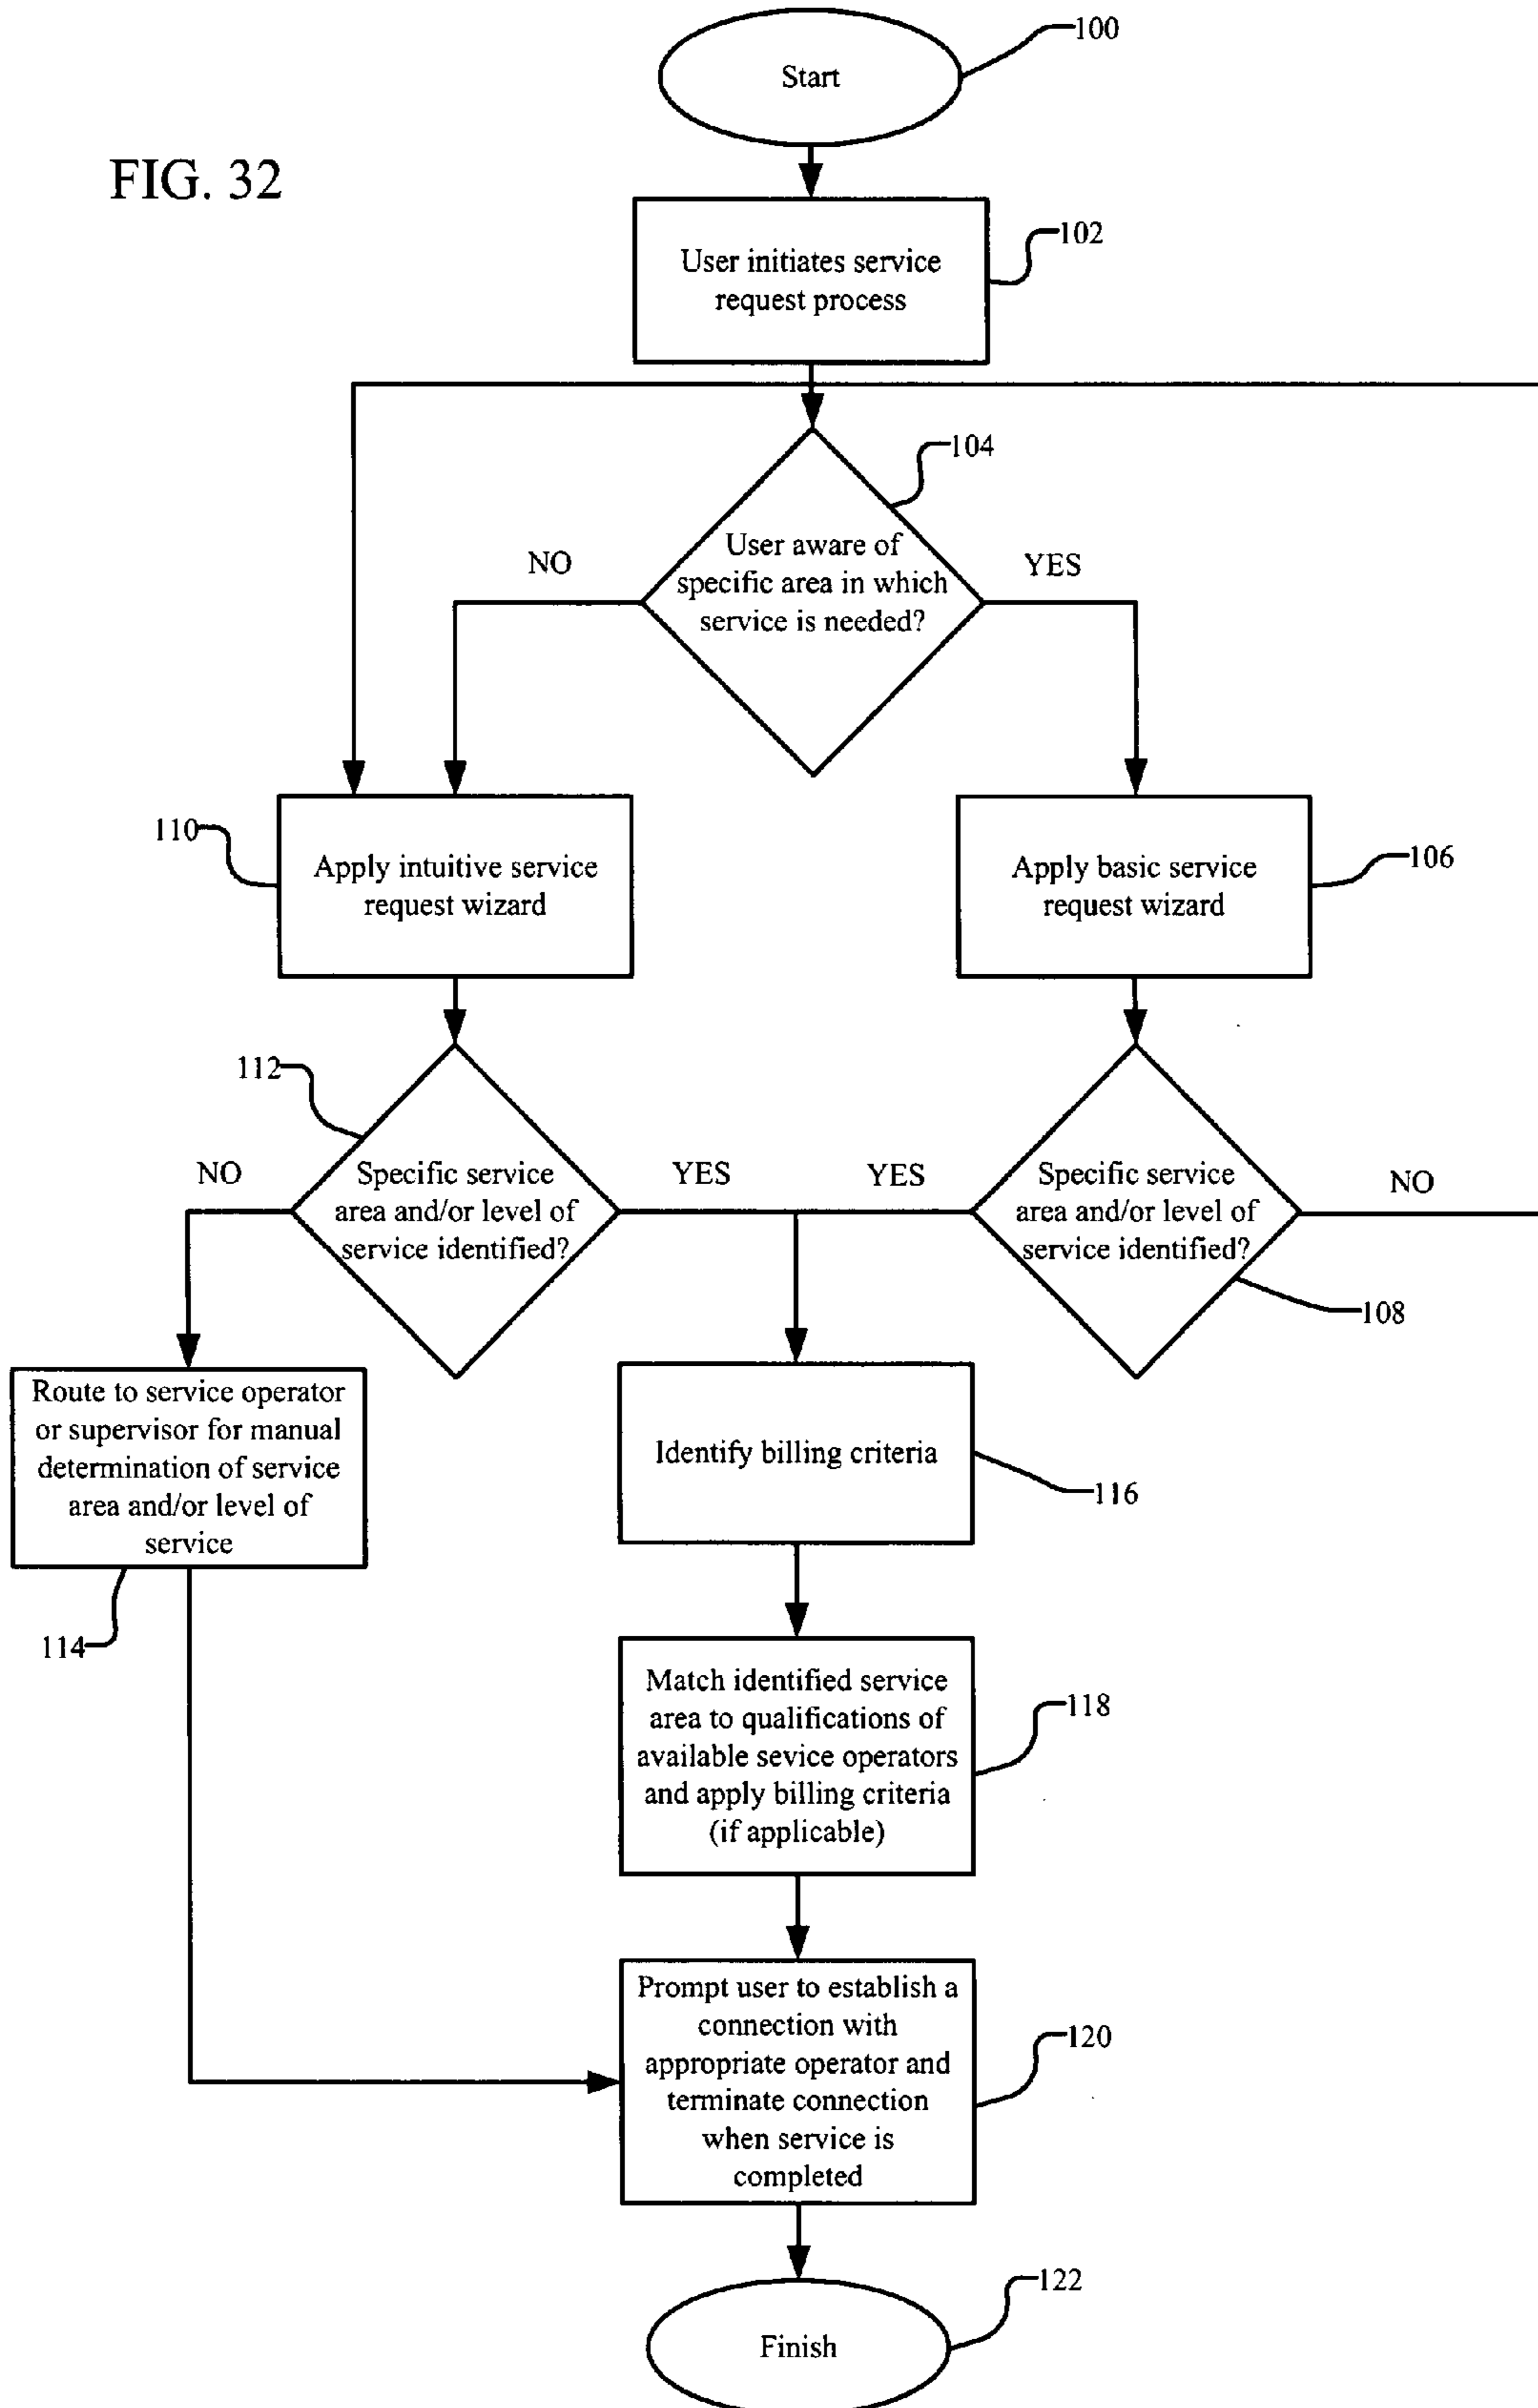 100
Start
FIG. 32
102
User initiates service
request process
104
User aware of
specific area in which
service is needed?
NO
YES
110
Apply intuitive service
request wizard
Apply basic service
request wizard
106
112
NO
Specific service
area and/or level of
service identified?
YES
YES
Specific service
area and/or level of
service identified?
NO
108
Route to service operator
or supervisor for manual
determination of service
area and/or level of
service
114
Identify billing criteria
116
Match identified service
area to qualifications of
available sevice operators
and apply billing criteria
(if applicable)
118
Prompt user to establish a
connection with
appropriate operator and
terminate connection
when service is
completed
120
122
Finish